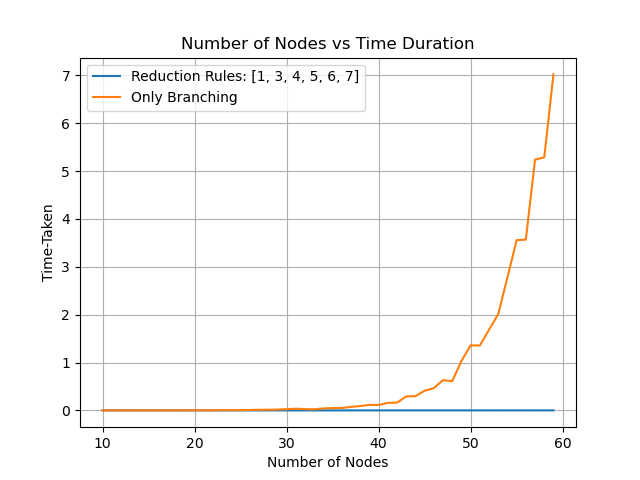 Number of Nodes vs Time Duration
Reduction Rules: [1, 3, 4, 5, 6, 7]
Only Branching
7
6
5
4
3
2
1
0
Time-Taken
10 20 30 40 50 60
Number of Nodes